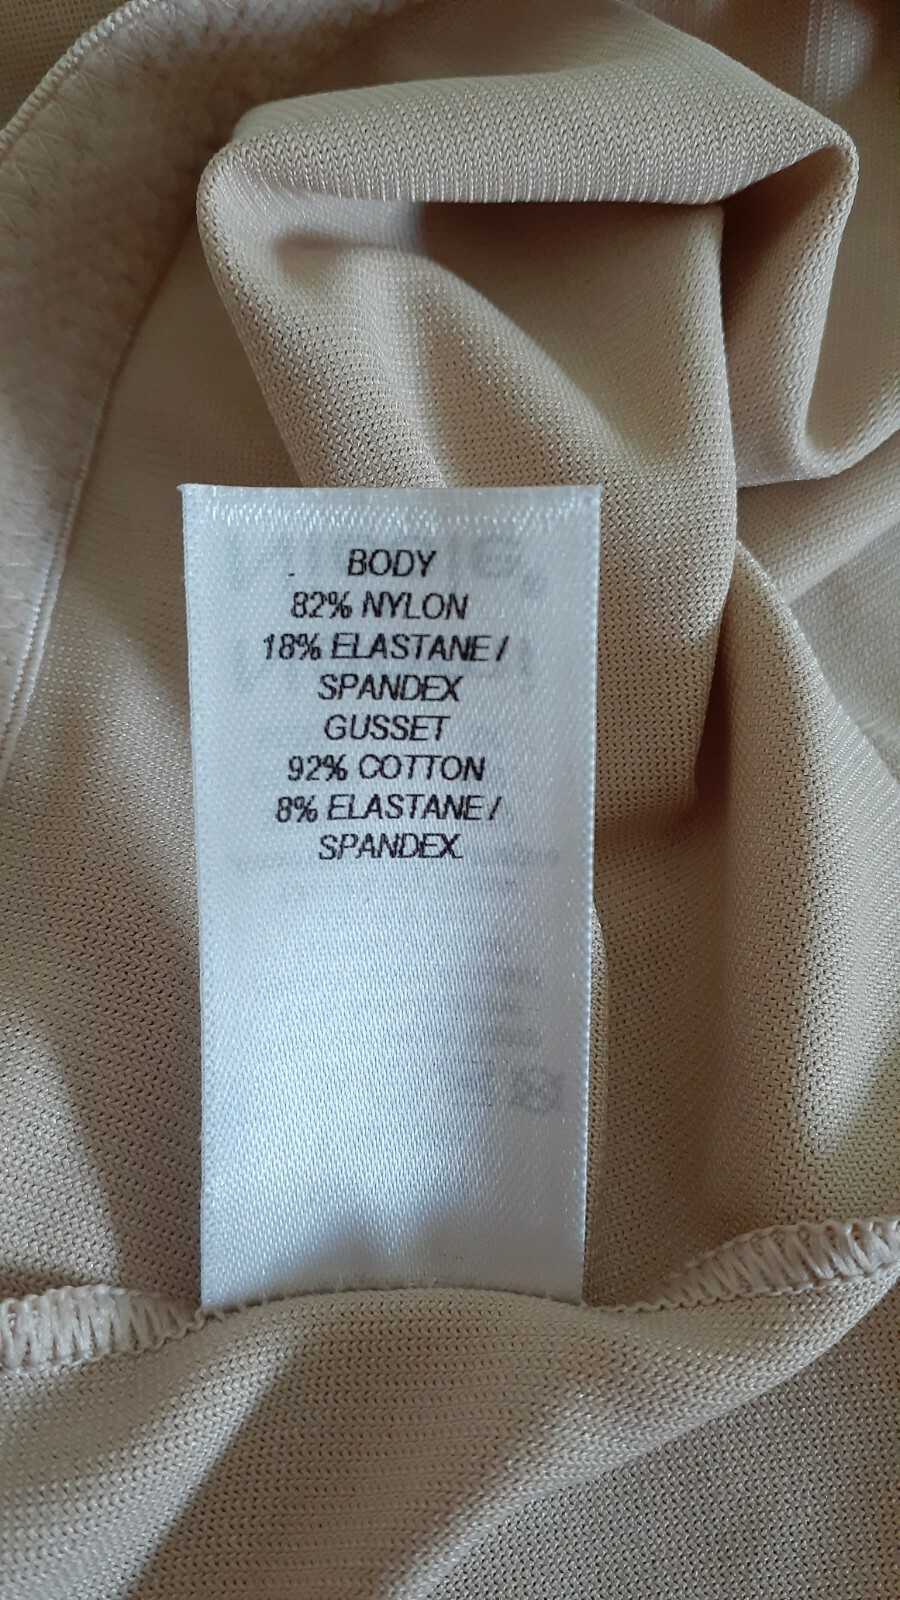 BODY
82% NYLON
18% ELASTANE /
SPANDEX
GUSSET
92% COTTON
8% ELASTANE /
SPANDEX.